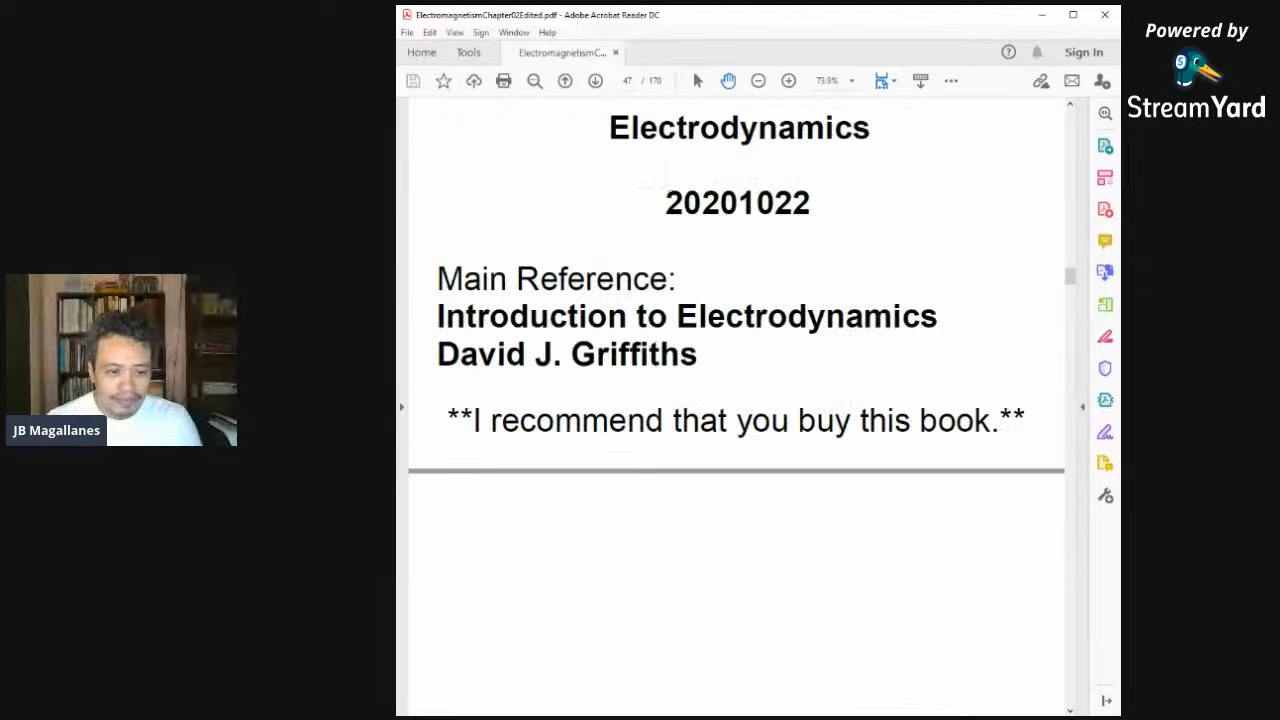 ElectromagnetismChapter02Edited.pdf - Adobe Acrobat Reader DC
File Edit View Sign Window Help
Home Tools ElectromagnetismC... × Sign In
47 / 170 73.9%
Electrodynamics
20201022
Main Reference:
Introduction to Electrodynamics
David J. Griffiths
**I recommend that you buy this book.**
JB Magallanes
Powered by
StreamYard